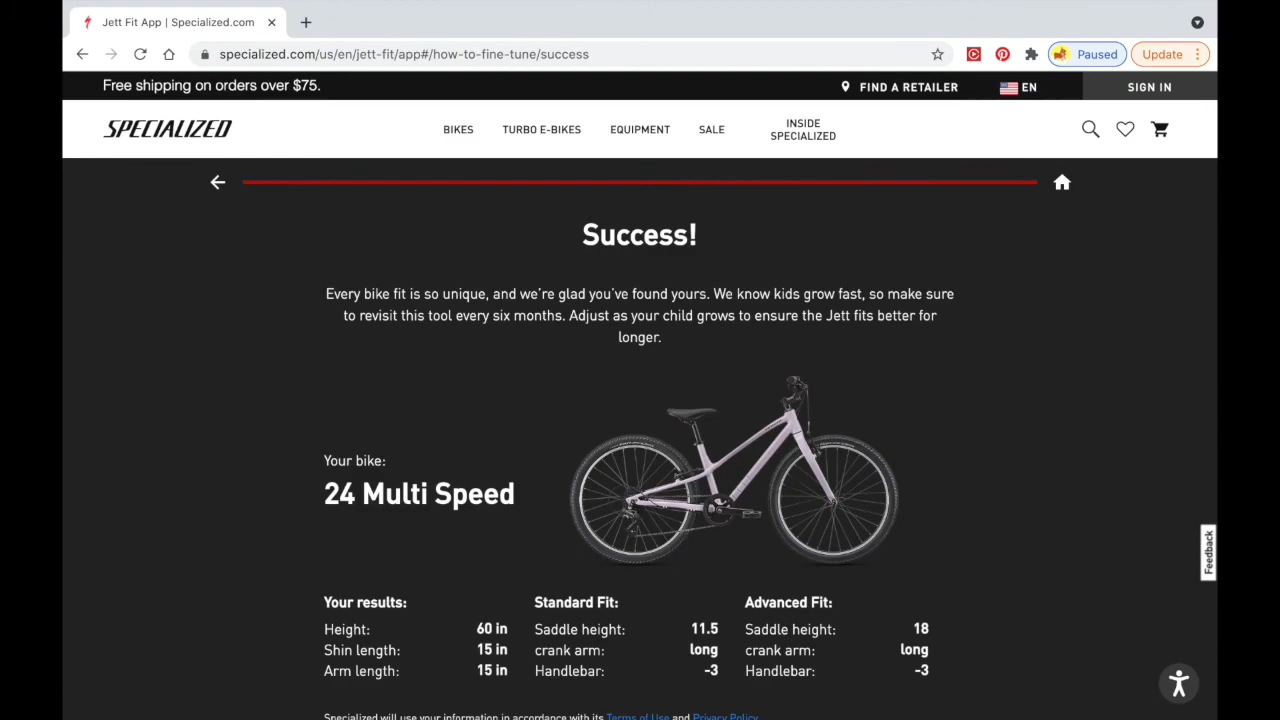 Jett Fit App | Specialized.com
specialized.com/us/en/jett-fit/app#/how-to-fine-tune/success
Paused
Update
Free shipping on orders over $75.
FIND A RETAILER
EN
SIGN IN
SPECIALIZED
BIKES
TURBO E-BIKES
EQUIPMENT
SALE
INSIDE
SPECIALIZED
Success!
Every bike fit is so unique, and we're glad you've found yours. We know kids grow fast, so make sure
to revisit this tool every six months. Adjust as your child grows to ensure the Jett fits better for
longer.
Your bike:
24 Multi Speed
Feedback
Your results:
Height: 60 in
Shin length: 15 in
Arm length: 15 in
Standard Fit:
Saddle height: 11.5
crank arm: long
Handlebar: -3
Advanced Fit:
Saddle height: 18
crank arm: long
Handlebar: -3
Specialized will use your information in accordance with its Terms of Use and Privacy Policy.